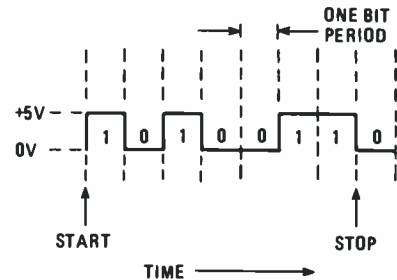 ONE BIT
PERIOD
+5V
1 0 1 0 0 1 1 0
0V
START
STOP
TIME